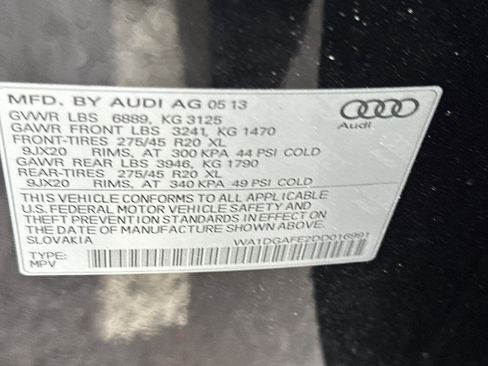 MFD. BY AUDI AG 05 13
GVWR LBS 6889, KG 3125
GAWR FRONT LBS 3241, KG 1470
FRONT-TIRES 275/45 R20 XL
9JX20 RIMS, AT 300 KPA 44 PSI COLD
GAWR REAR LBS 3946, KG 1790
REAR-TIRES 275/45 R20 XL
9JX20 RIMS, AT 340 KPA 49 PSI COLD
THIS VEHICLE CONFORMS TO ALL APPLICABLE
U.S. FEDERAL MOTOR VEHICLE SAFETY AND
THEFT PREVENTION STANDARDS IN EFFECT ON
THE DATE OF MANUFACTURE SHOWN ABOVE.
SLOVAKIA
WA1DGAFE2DD016991
TYPE:
MPV
Audi